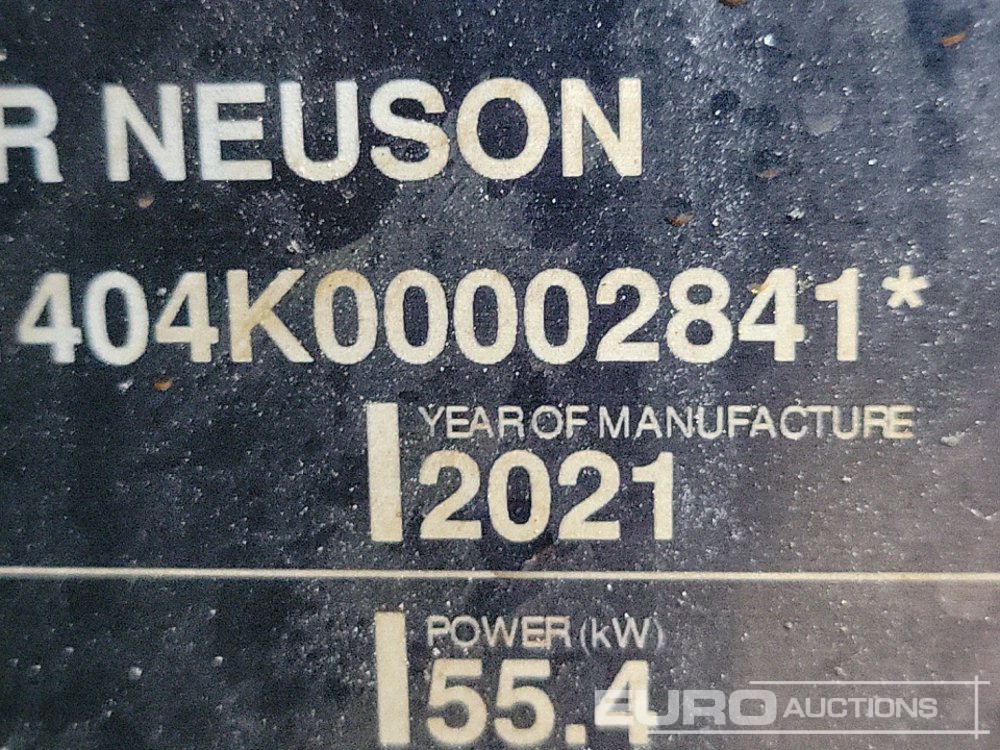 R NEUSON
404K00002841*
YEAR OF MANUFACTURE
2021
POWER (kW)
55.4
EURO AUCTIONS